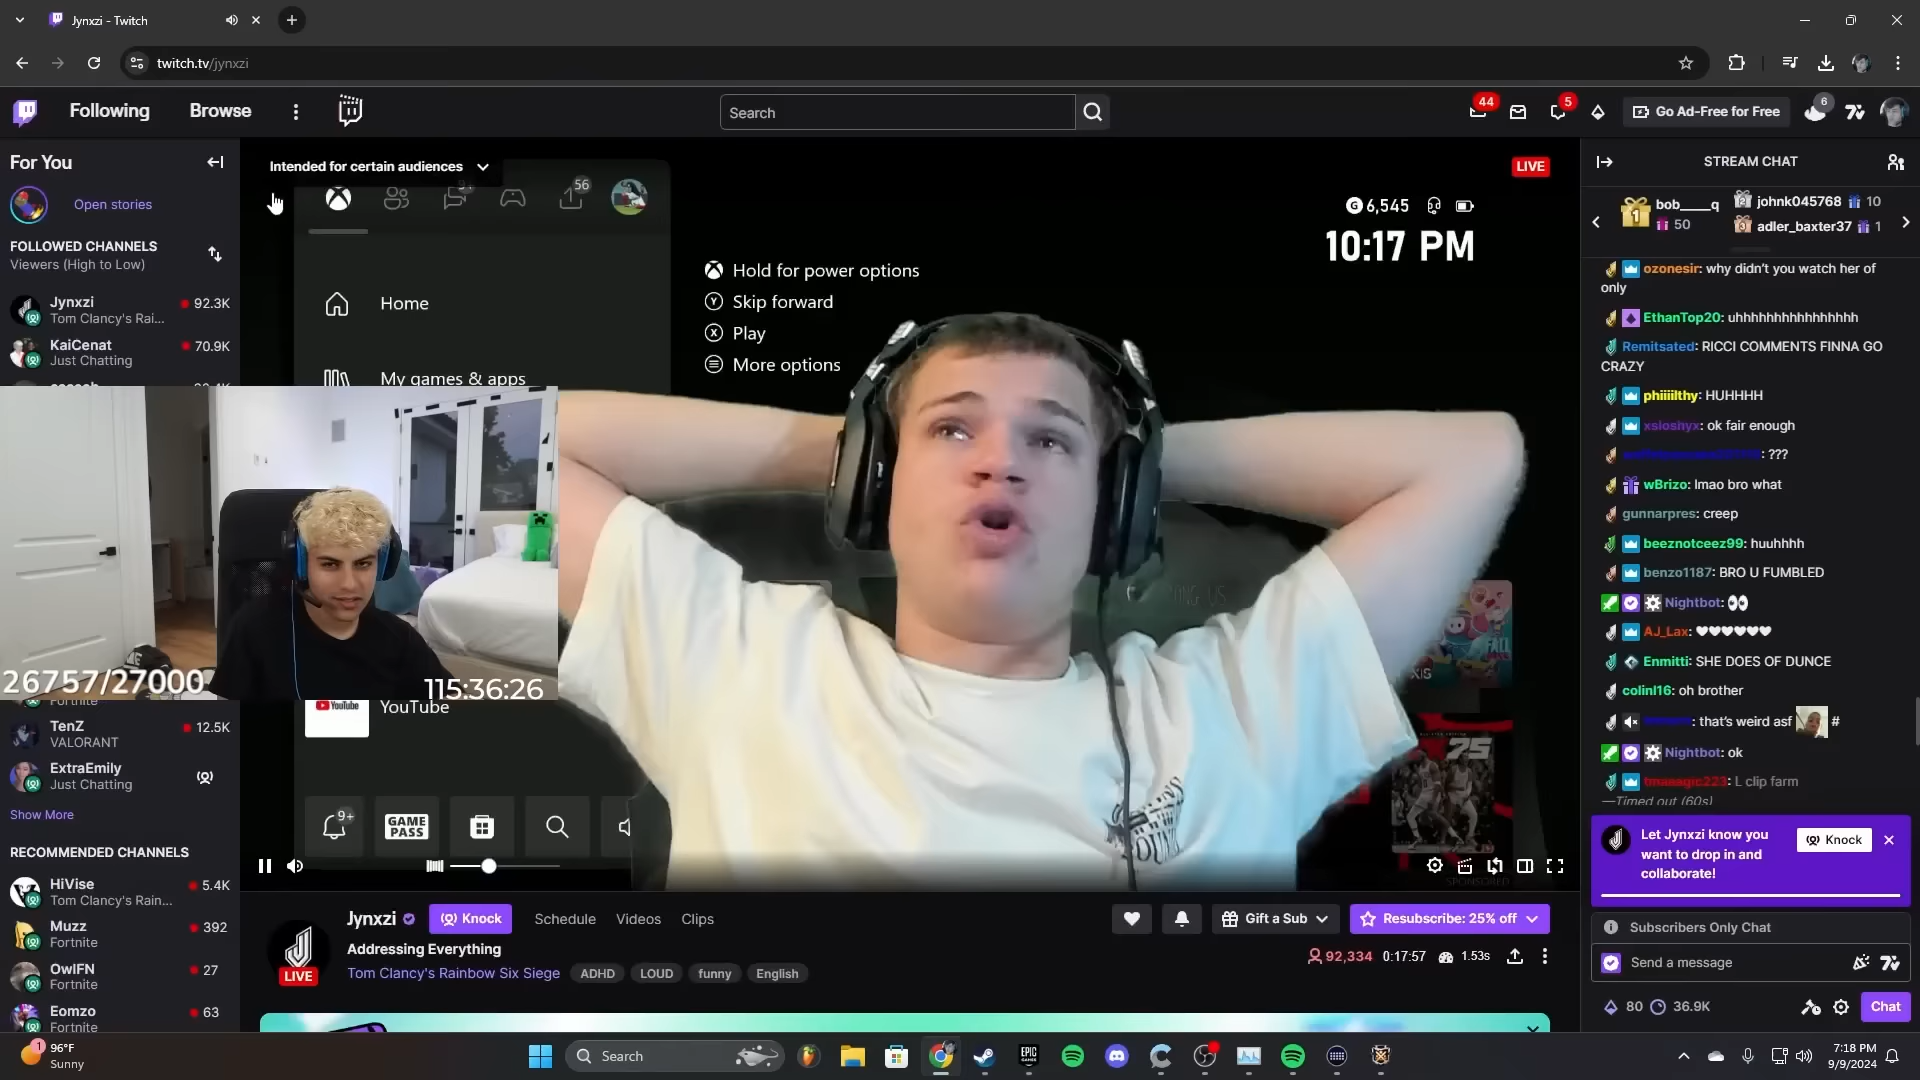 Jynxzi - Twitch
twitch.tv/jynxzi
Following
Browse
Search
44
5
Go Ad-Free for Free
6
For You
Open stories
FOLLOWED CHANNELS
Viewers (High to Low)
Jynxzi
92.3K
Tom Clancy's Rai...
KaiCenat
70.9K
Just Chatting
26757/27000
115:36:26
Fortnite
TenZ
12.5K
VALORANT
ExtraEmily
Just Chatting
Show More
RECOMMENDED CHANNELS
HiVise
5.4K
Tom Clancy's Rain...
Muzz
392
Fortnite
OwlFN
27
Fortnite
Eomzo
63
Fortnite
Intended for certain audiences
LIVE
9+
56
Home
My games & apps
YouTube
YouTube
9+
GAME PASS
Hold for power options
Y Skip forward
X Play
More options
G 6,545
10:17 PM
75
SPONSORED
Jynxzi
Knock
Schedule
Videos
Clips
Gift a Sub
Resubscribe: 25% off
LIVE
Addressing Everything
Tom Clancy's Rainbow Six Siege
ADHD
LOUD
funny
English
92,334
0:17:57
1.53s
STREAM CHAT
1
bob____q
50
johnk045768 10
adler_baxter37 1
ozonesir: why didn't you watch her of
only
EthanTop20: uhhhhhhhhhhhhhhhh
Remitsated: RICCI COMMENTS FINNA GO
CRAZY
phiiiilthy: HUHHHH
xsloshyx: ok fair enough
: ???
wBrizo: lmao bro what
gunnarpres: creep
beeznotceez99: huuhhhh
benzo1187: BRO U FUMBLED
Nightbot:
AJ_Lax: ♥♥♥♥♥♥
Enmitti: SHE DOES OF DUNCE
colinl16: oh brother
: that's weird asf #
Nightbot: ok
tmanagic223: L clip farm
—Timed out (60s)
Let Jynxzi know you
want to drop in and
collaborate!
Knock
Subscribers Only Chat
Send a message
80
36.9K
Chat
1
96°F
Sunny
Search
EPIC GAMES
7:18 PM
9/9/2024